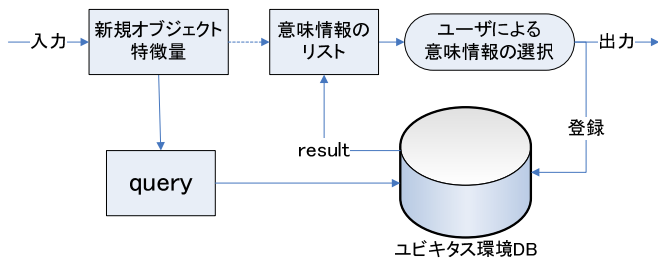 入力
新規オブジェクト
特徴量
意味情報の
リスト
ユーザによる
意味情報の選択
出力
登録
result
query
ユビキタス環境DB